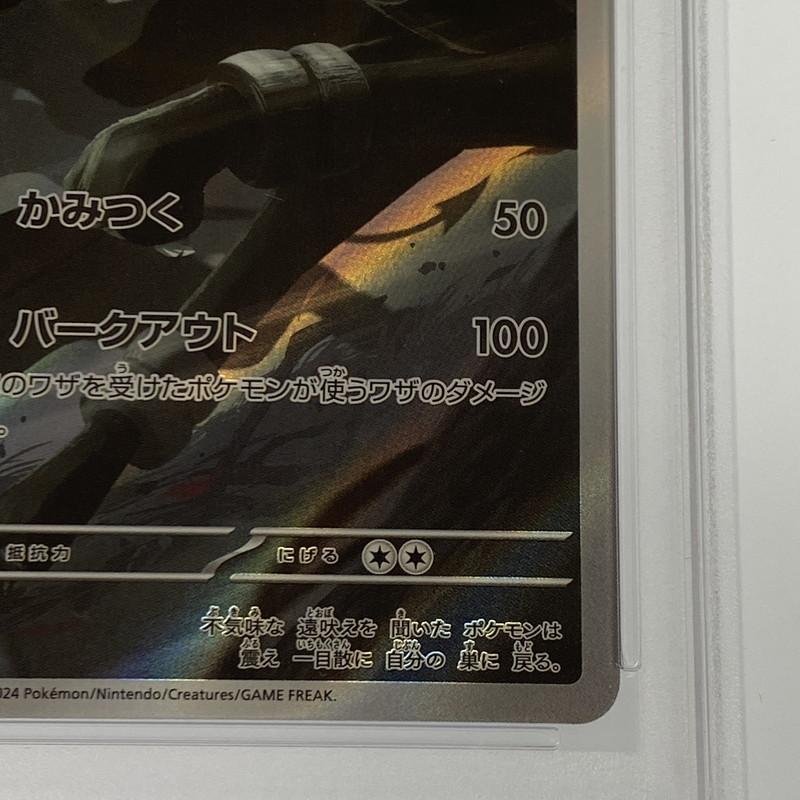 かみつく 50
バークアウト 100
のワザを受けたポケモンが使うワザのダメージ
。
抵抗力 にげる
不気味な 遠吠えを 聞いた ポケモンは
震え 一目散に 自分の 巣に 戻る。
024 Pokémon/Nintendo/Creatures/GAME FREAK.